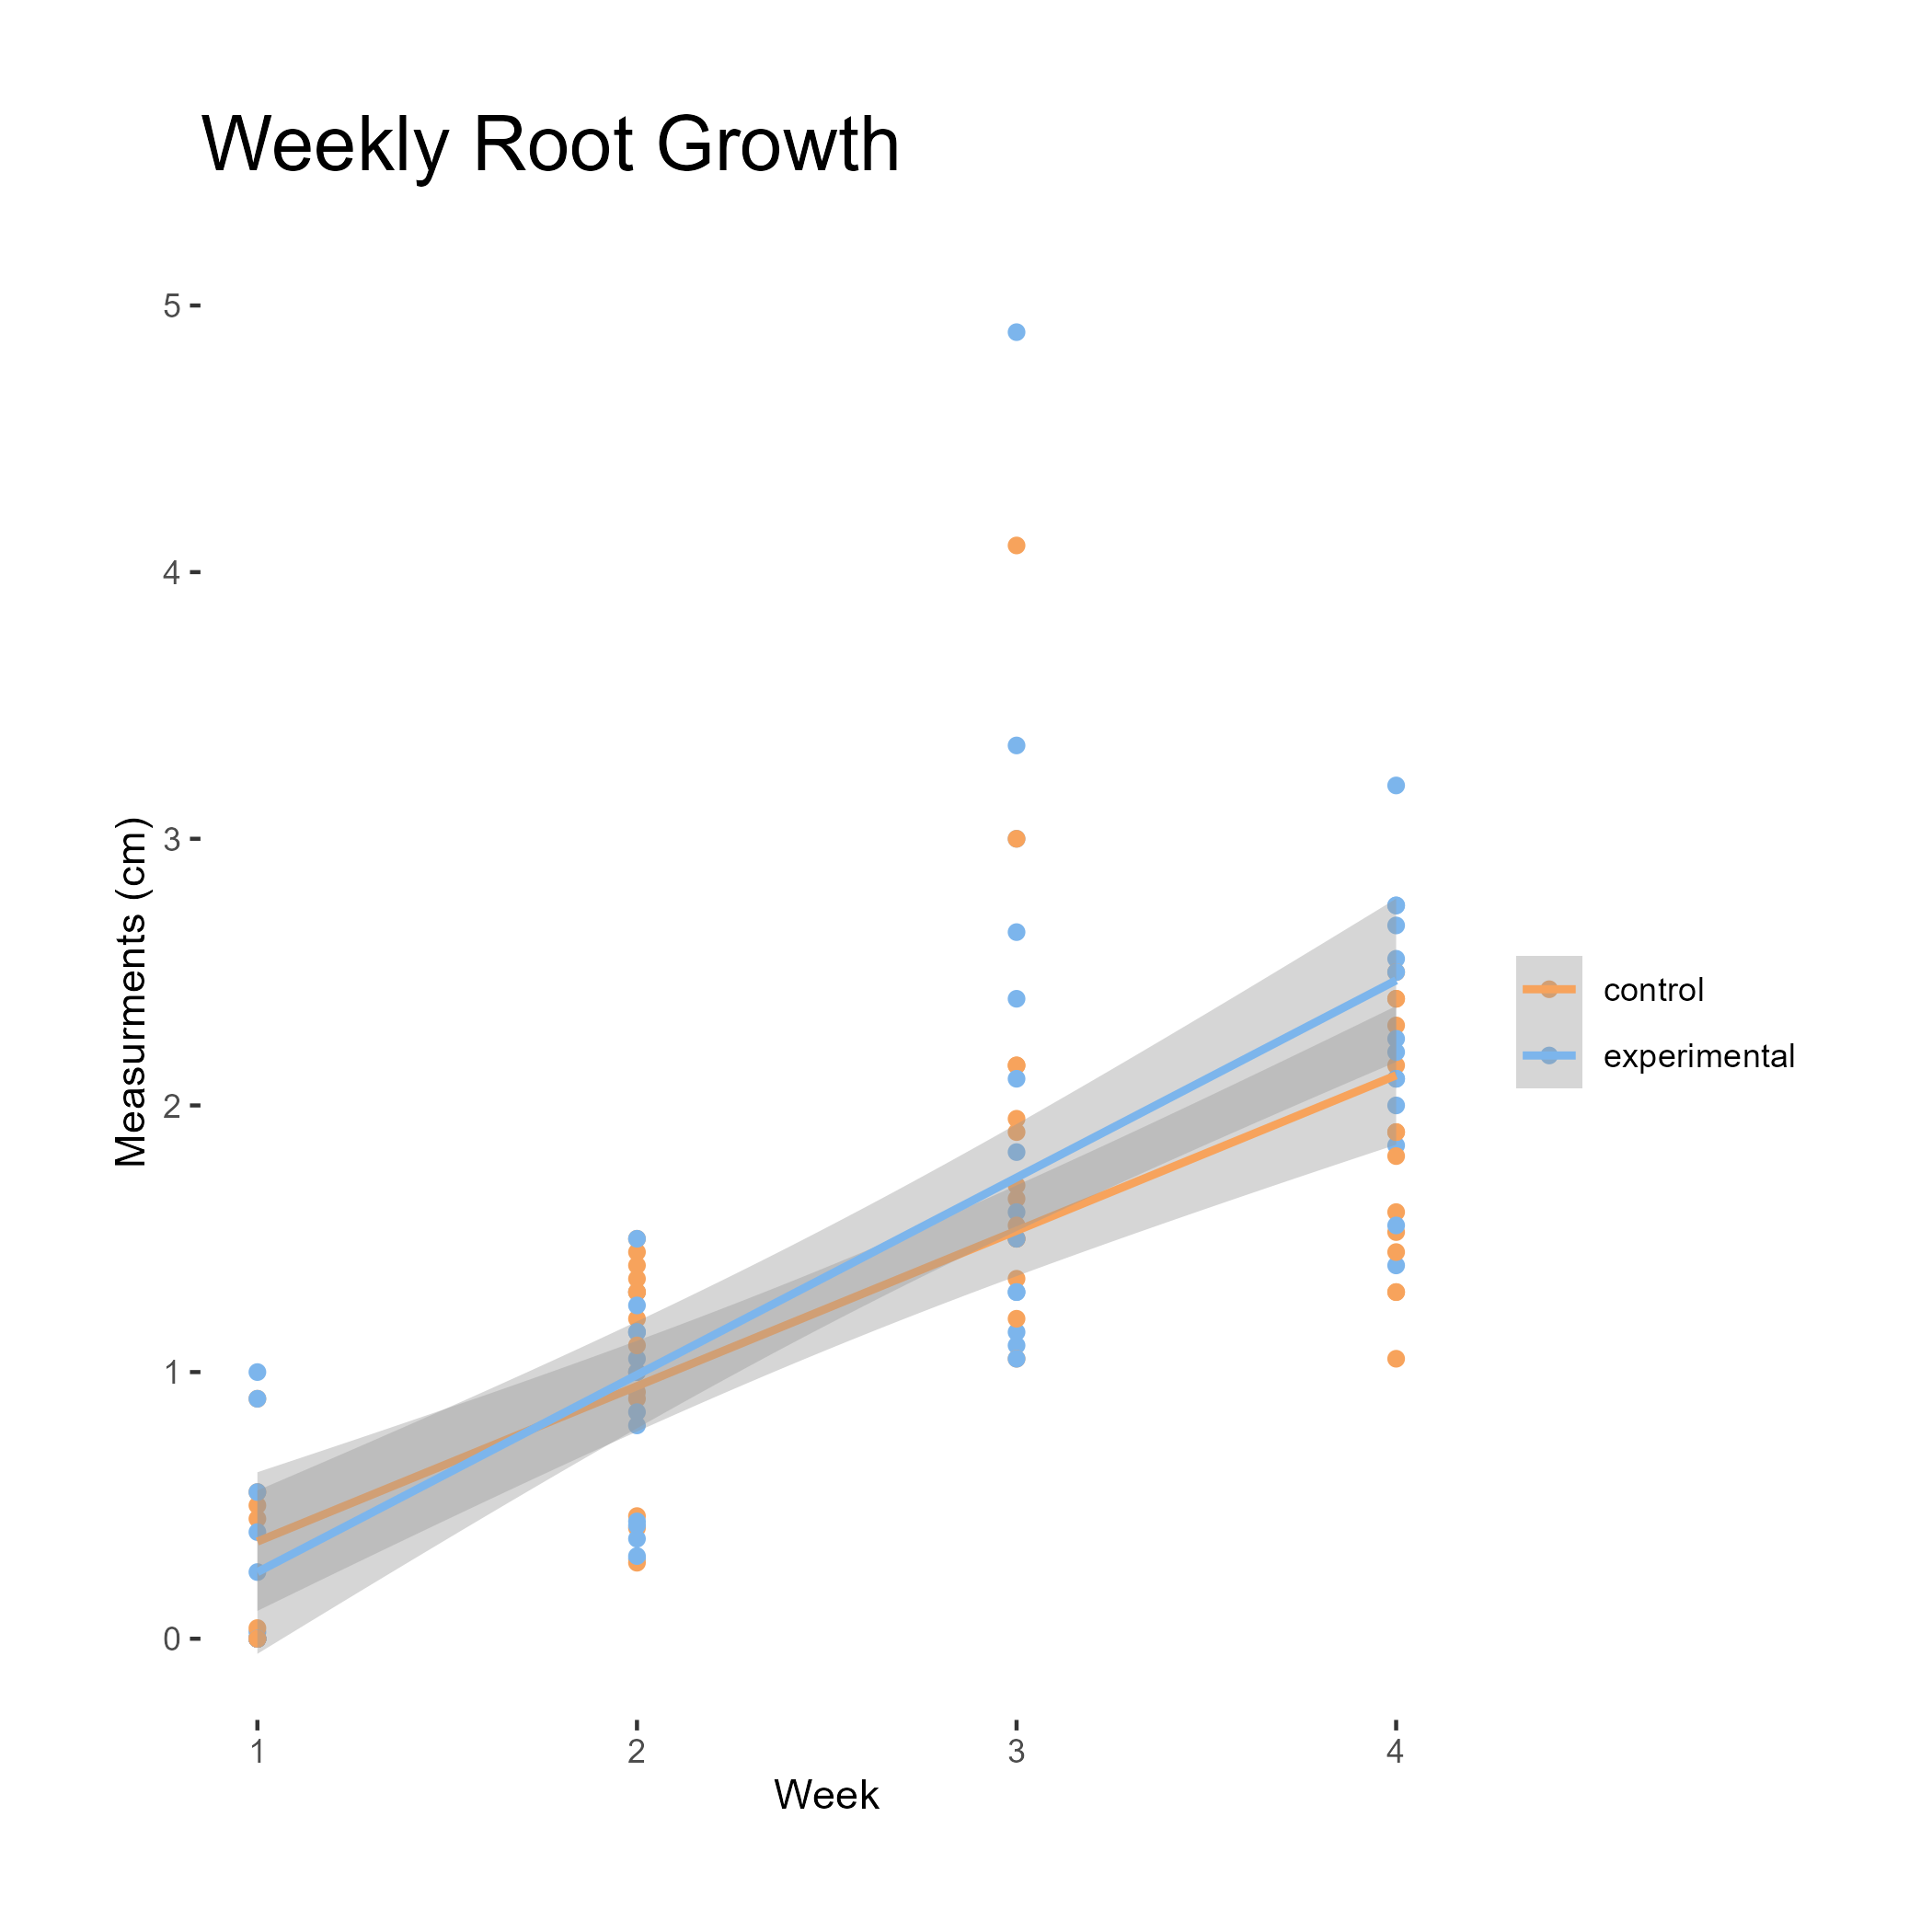 Weekly Root Growth
5
4
3
2
1
0
Measurments (cm)
1 2 3 4
Week
control
experimental